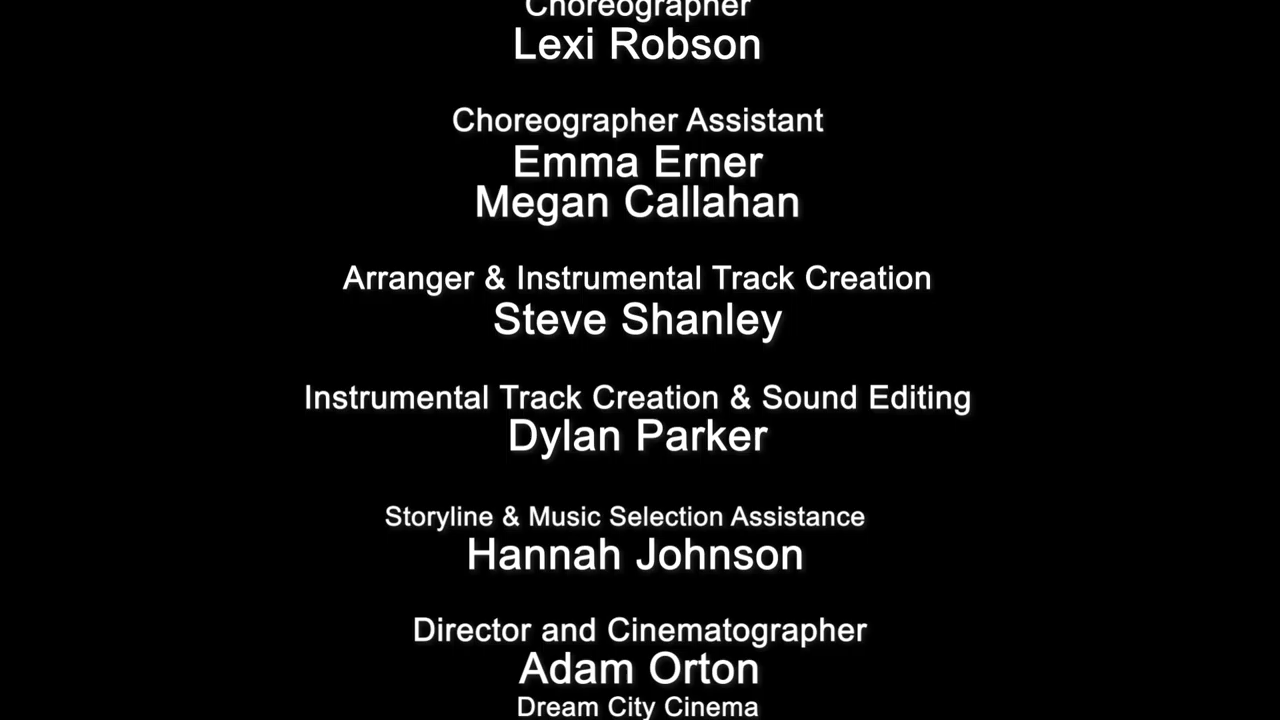 Choreographer
Lexi Robson
Choreographer Assistant
Emma Erner
Megan Callahan
Arranger & Instrumental Track Creation
Steve Shanley
Instrumental Track Creation & Sound Editing
Dylan Parker
Storyline & Music Selection Assistance
Hannah Johnson
Director and Cinematographer
Adam Orton
Dream City Cinema